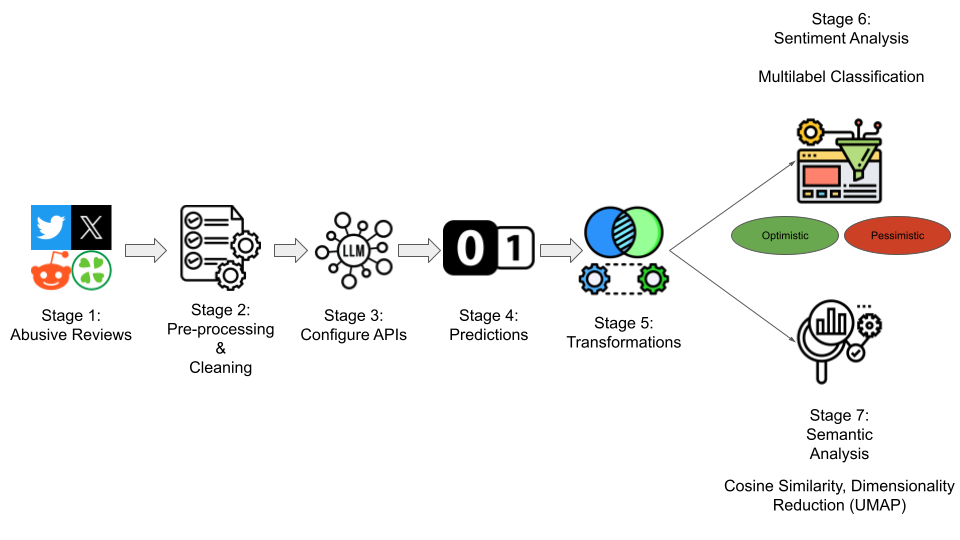 Stage 1:
Abusive Reviews
Stage 2:
Pre-processing
&
Cleaning
LLM
Stage 3:
Configure APIs
0 1
Stage 4:
Predictions
Stage 5:
Transformations
Stage 6:
Sentiment Analysis
Multilabel Classification
Optimistic
Pessimistic
Stage 7:
Semantic
Analysis
Cosine Similarity, Dimensionality
Reduction (UMAP)